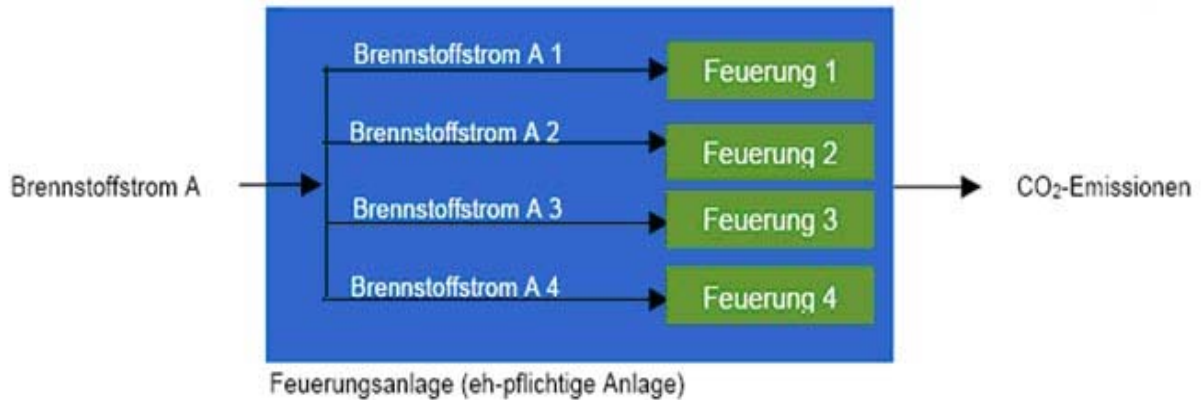 Brennstoffstrom A 1
Feuerung 1
Brennstoffstrom A 2
Feuerung 2
Brennstoffstrom A
CO₂-Emissionen
Brennstoffstrom A 3
Feuerung 3
Brennstoffstrom A 4
Feuerung 4
Feuerungsanlage (eh-pflichtige Anlage)